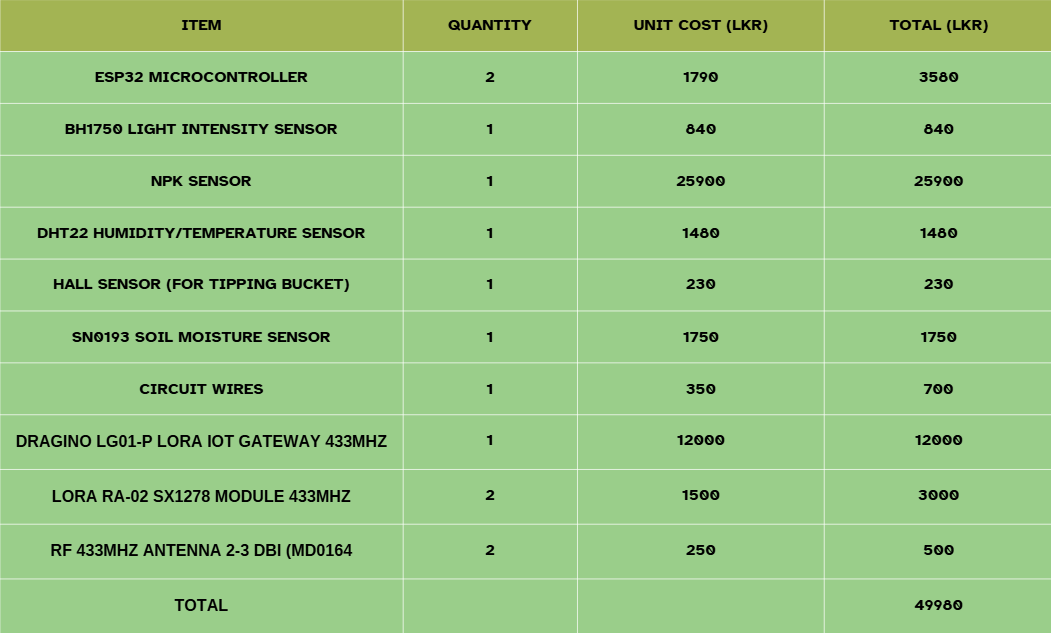 ITEM QUANTITY UNIT COST (LKR) TOTAL (LKR)
ESP32 MICROCONTROLLER 2 1790 3580
BH1750 LIGHT INTENSITY SENSOR 1 840 840
NPK SENSOR 1 25900 25900
DHT22 HUMIDITY/TEMPERATURE SENSOR 1 1480 1480
HALL SENSOR (FOR TIPPING BUCKET) 1 230 230
SN0193 SOIL MOISTURE SENSOR 1 1750 1750
CIRCUIT WIRES 1 350 700
DRAGINO LG01-P LORA IOT GATEWAY 433MHZ 1 12000 12000
LORA RA-02 SX1278 MODULE 433MHZ 2 1500 3000
RF 433MHZ ANTENNA 2-3 DBI (MD0164 2 250 500
TOTAL 49980